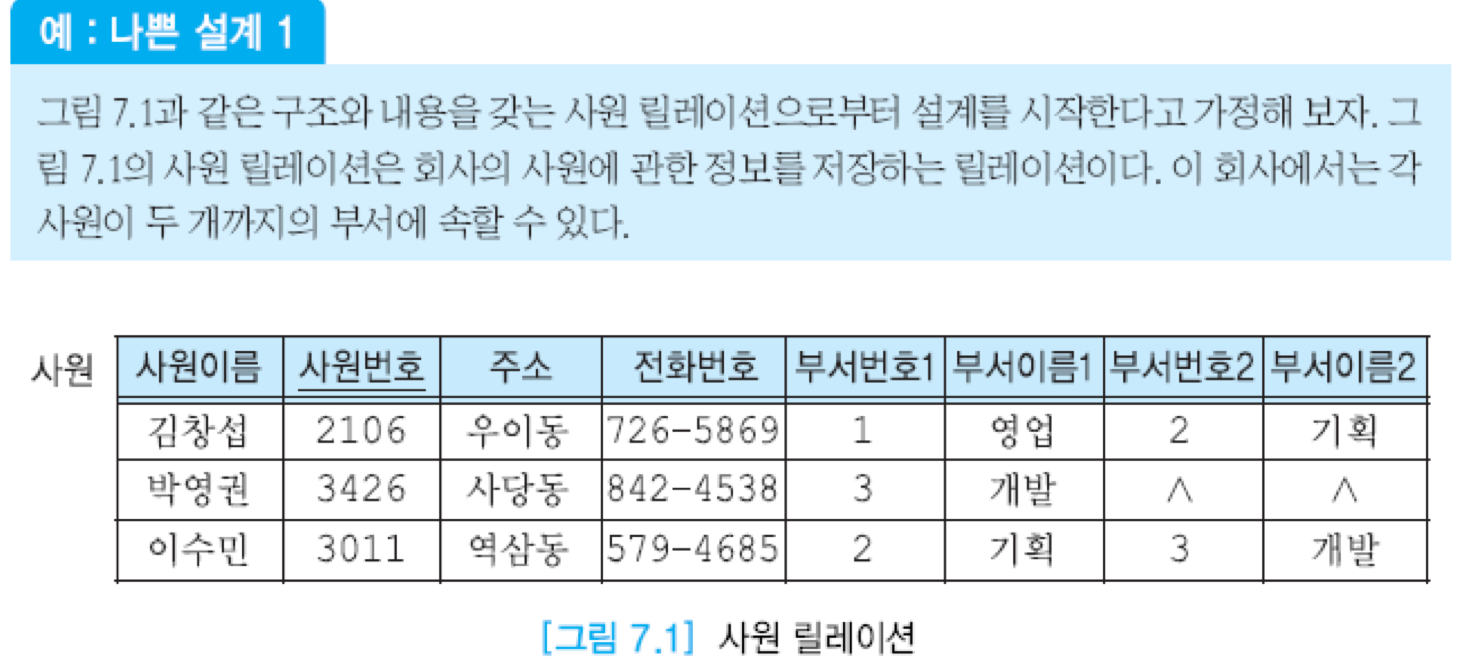 예 : 나쁜 설계 1
그림 7.1과 같은 구조와 내용을 갖는 사원 릴레이션으로부터 설계를 시작한다고 가정해 보자. 그
림 7.1의 사원 릴레이션은 회사의 사원에 관한 정보를 저장하는 릴레이션이다. 이 회사에서는 각
사원이 두 개까지의 부서에 속할 수 있다.
사원 사원이름 사원번호 주소 전화번호 부서번호1 부서이름1 부서번호2 부서이름2
김창섭 2106 우이동 726-5869 1 영업 2 기획
박영권 3426 사당동 842-4538 3 개발 ∧ ∧
이수민 3011 역삼동 579-4685 2 기획 3 개발
[그림 7.1] 사원 릴레이션